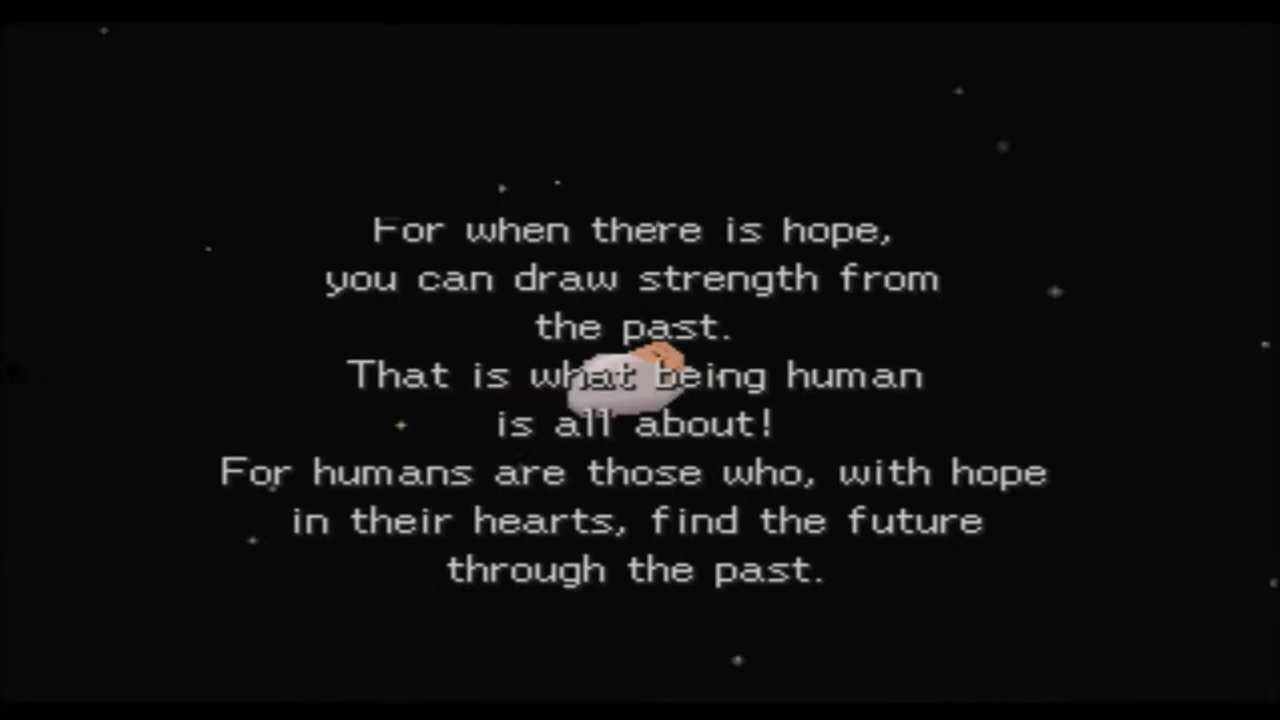 For when there is hope,
you can draw strength from
the past.
That is what being human
is all about!
For humans are those who, with hope
in their hearts, find the future
through the past.